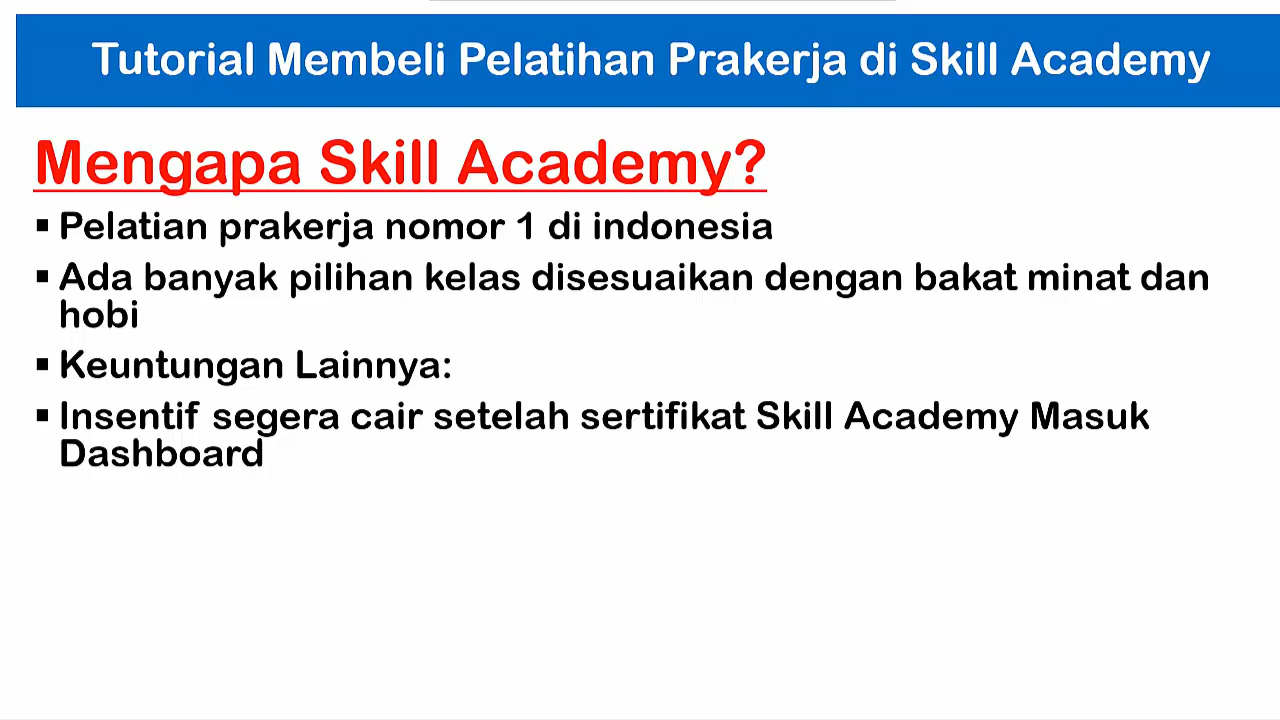 Tutorial Membeli Pelatihan Prakerja di Skill Academy
Mengapa Skill Academy?
▪ Pelatian prakerja nomor 1 di indonesia
▪ Ada banyak pilihan kelas disesuaikan dengan bakat minat dan
hobi
▪ Keuntungan Lainnya:
▪ Insentif segera cair setelah sertifikat Skill Academy Masuk
Dashboard